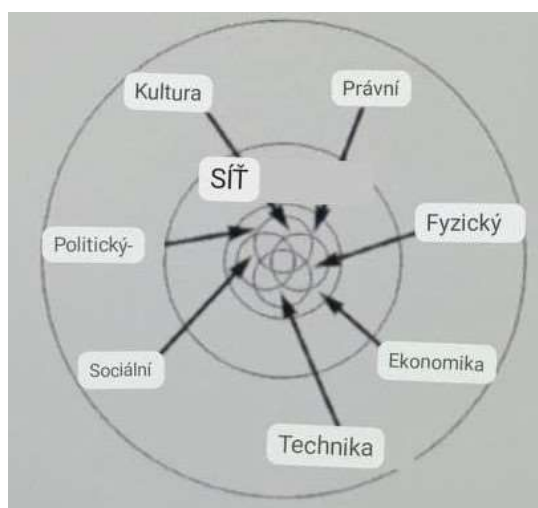 Kultura
Právní
SÍŤ
Fyzický
Politický-
Sociální
Ekonomika
Technika